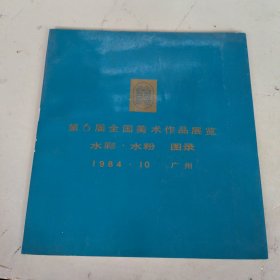 第6届全国美术作品展览
水彩·水粉 图录
1984·10 广州